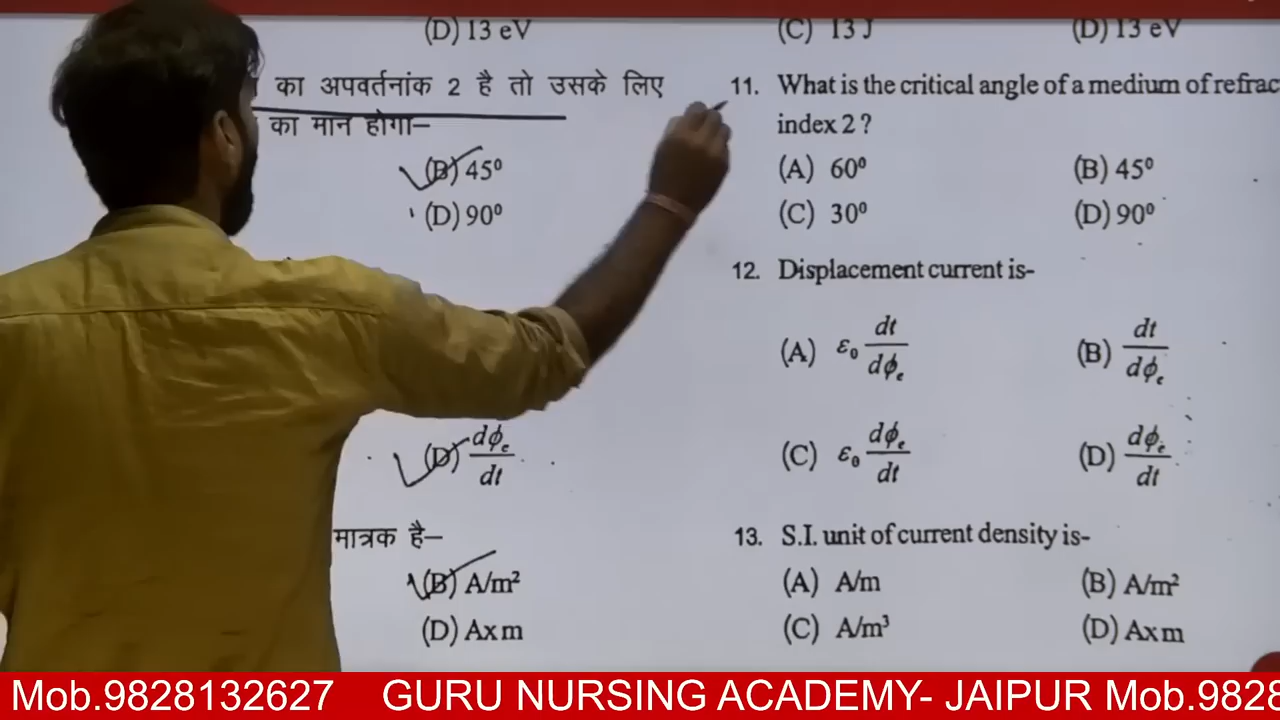 (D) 13 eV
का अपवर्तनांक 2 है तो उसके लिए
का मान होगा–
(B) 45⁰
(D) 90⁰
(D) dϕₑ/dt
मात्रक है–
(B) A/m²
(D) Axm
(C) 13 J
(D) 13 eV
11. What is the critical angle of a medium of refrac
index 2 ?
(A) 60⁰
(B) 45⁰
(C) 30⁰
(D) 90⁰
12. Displacement current is-
(A) ε₀ dt/dϕₑ
(B) dt/dϕₑ
(C) ε₀ dϕₑ/dt
(D) dϕₑ/dt
13. S.I. unit of current density is-
(A) A/m
(B) A/m²
(C) A/m³
(D) Axm
Mob.9828132627 GURU NURSING ACADEMY- JAIPUR Mob.9828